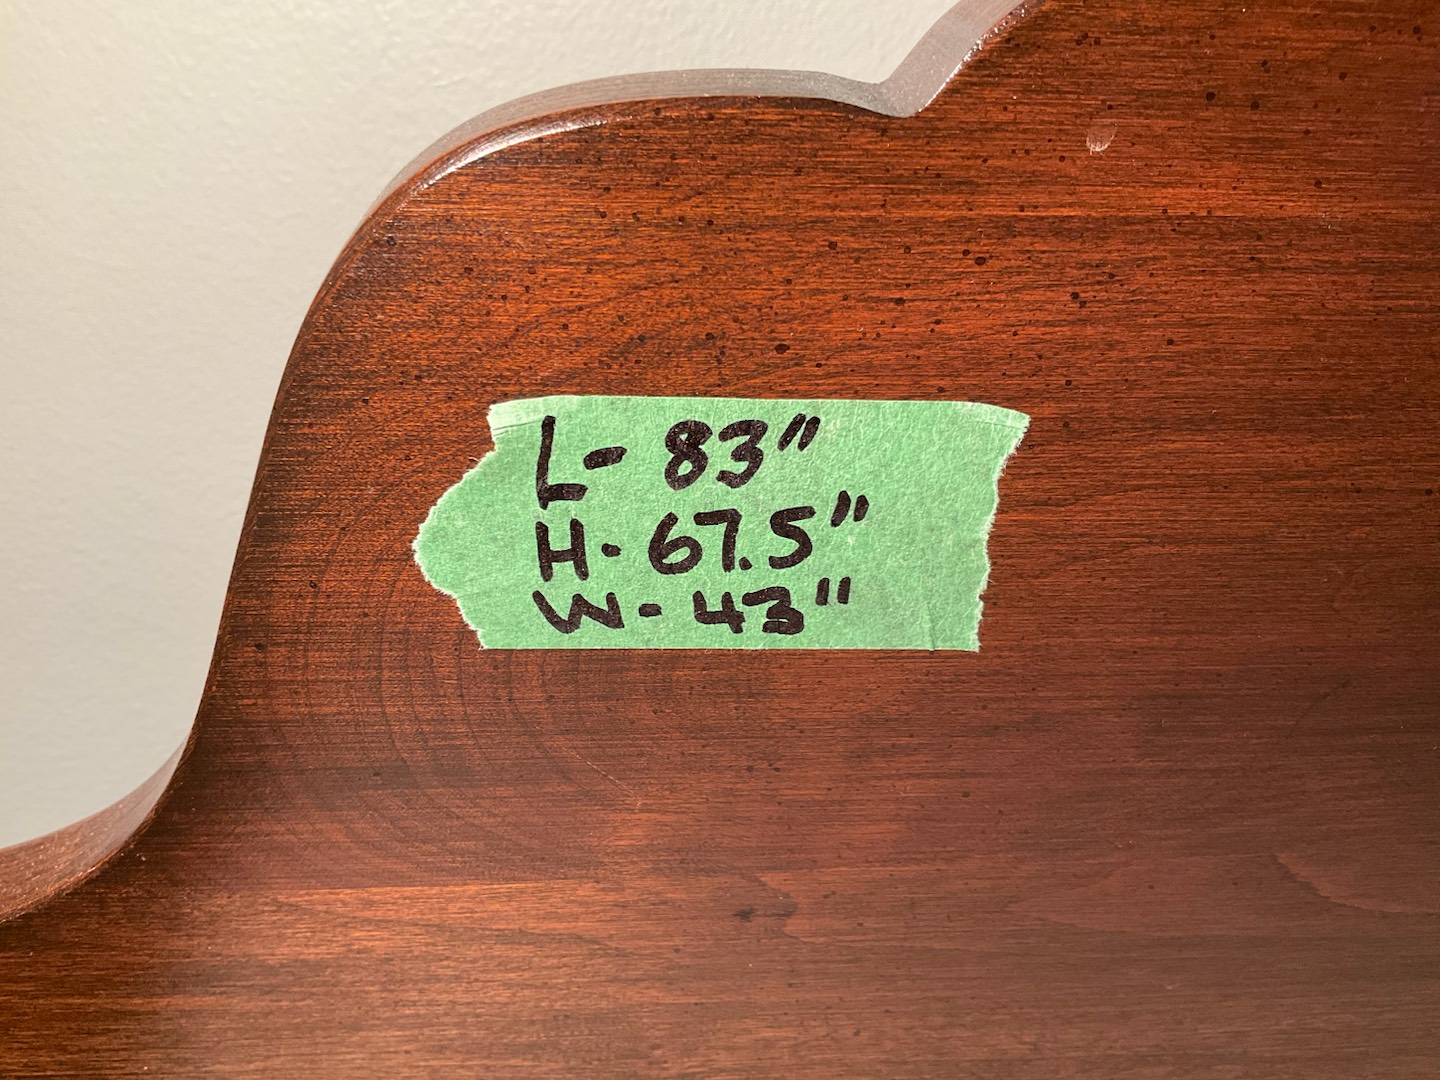 L- 83"
H- 67.5"
W- 43"